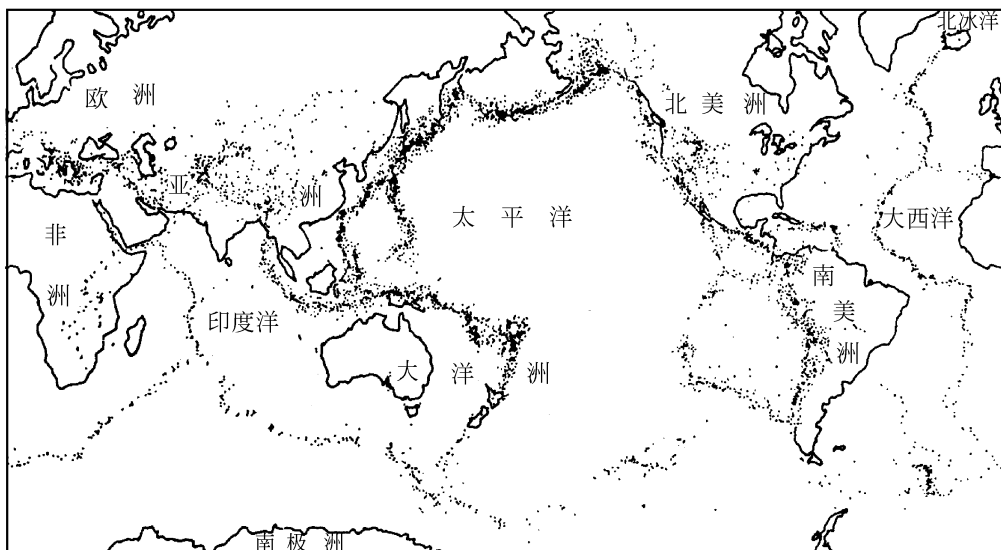 北冰洋
欧 洲
北 美 洲
亚
洲
太 平 洋
大西洋
非
洲
印度洋
南
美
洲
大 洋 洲
南 极 洲